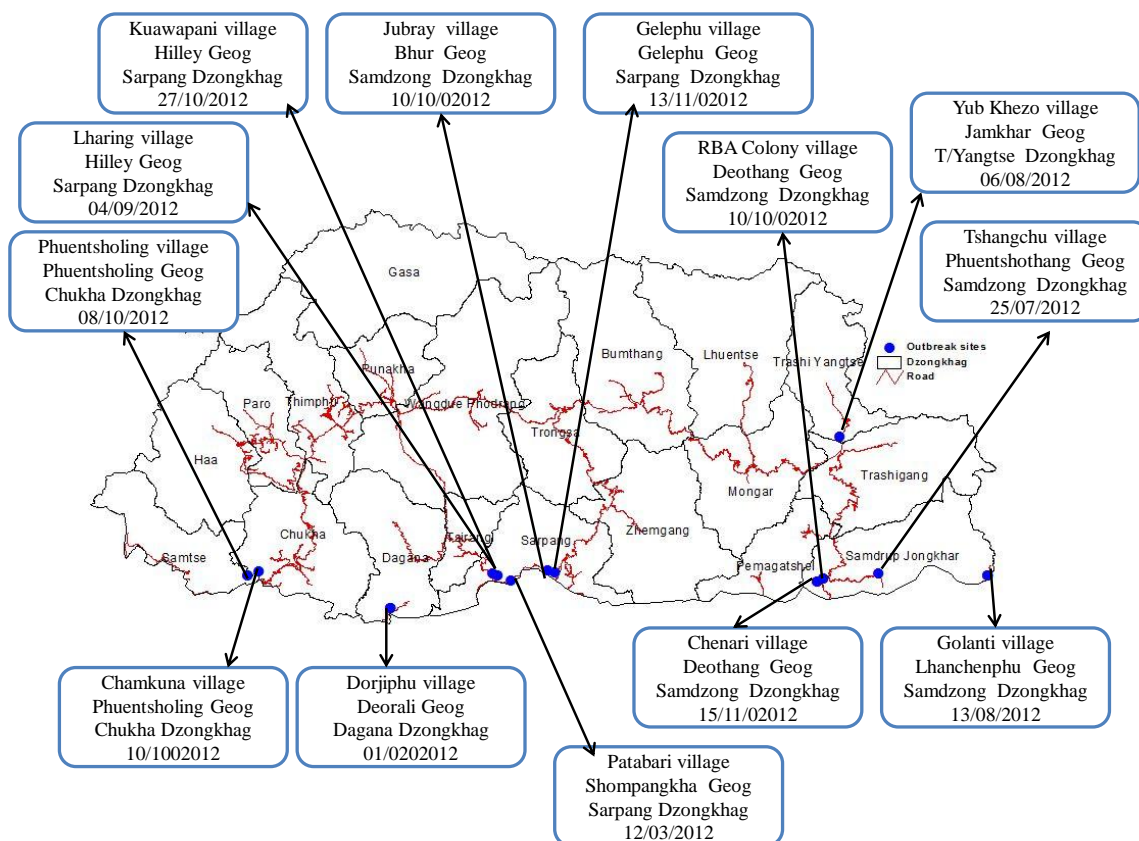 Kuawapani village
Hilley Geog
Sarpang Dzongkhag
27/10/2012
Jubray village
Bhur Geog
Samdzong Dzongkhag
10/10/02012
Gelephu village
Gelephu Geog
Sarpang Dzongkhag
13/11/02012
Yub Khezo village
Jamkhar Geog
T/Yangtse Dzongkhag
06/08/2012
Lharing village
Hilley Geog
Sarpang Dzongkhag
04/09/2012
RBA Colony village
Deothang Geog
Samdzong Dzongkhag
10/10/02012
Phuentsholing village
Phuentsholing Geog
Chukha Dzongkhag
08/10/2012
Tshangchu village
Phuentshothang Geog
Samdzong Dzongkhag
25/07/2012
Gasa
Punakha
Bumthang
Lhuentse
Trashi Yangtse
Outbreak sites
Dzongkhag
Road
Paro
Thimphu
Wangdue Phodrang
Trongsa
Haa
Mongar
Trashigang
Chukha
Samtse
Dagana
Tsirang
Sarpang
Zhemgang
Pemagatshel
Samdrup Jongkhar
Chamkuna village
Phuentsholing Geog
Chukha Dzongkhag
10/1002012
Dorjiphu village
Deorali Geog
Dagana Dzongkhag
01/0202012
Chenari village
Deothang Geog
Samdzong Dzongkhag
15/11/02012
Golanti village
Lhanchenphu Geog
Samdzong Dzongkhag
13/08/2012
Patabari village
Shompangkha Geog
Sarpang Dzongkhag
12/03/2012